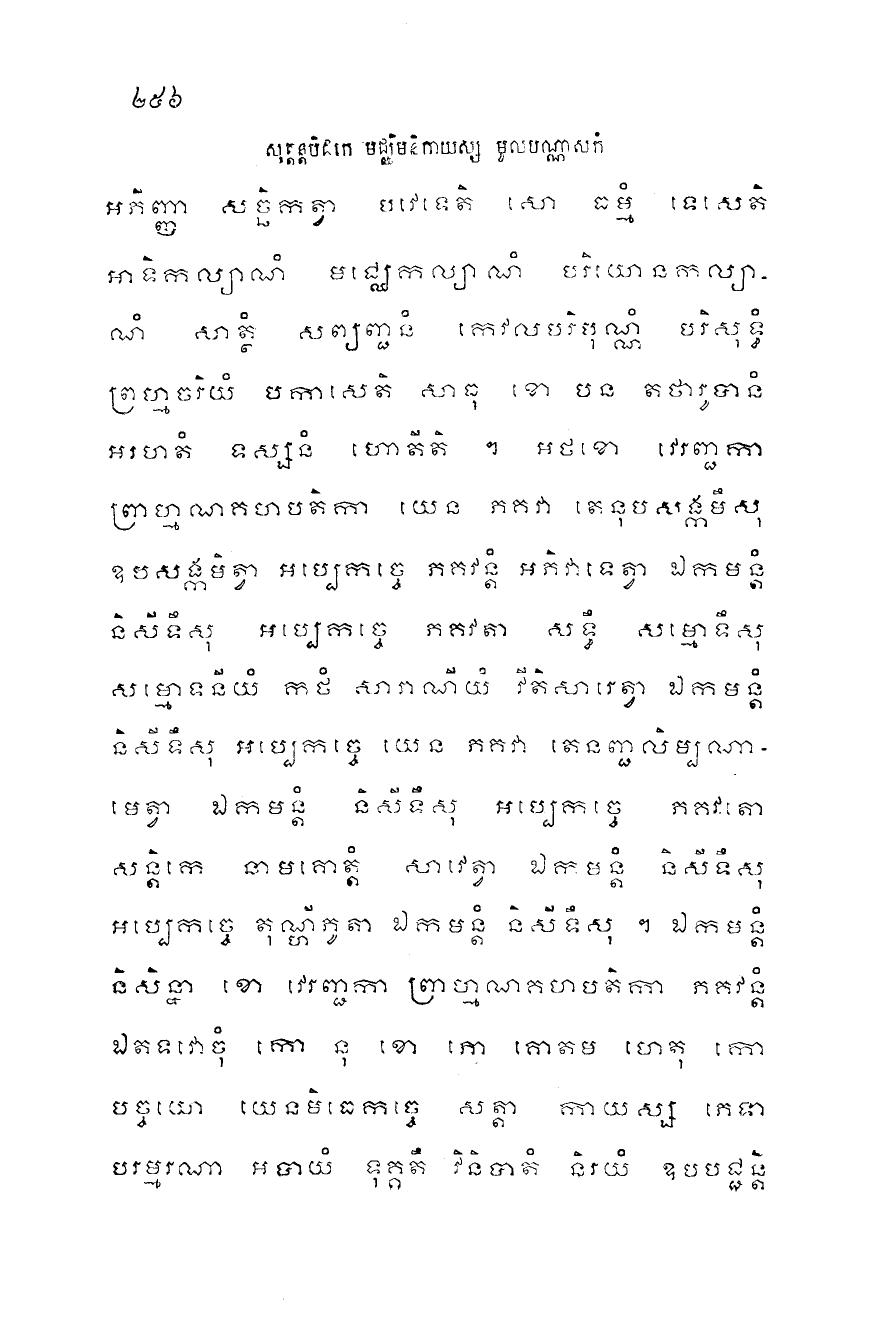 ២៥៦
សុត្តន្តបិដកេ មជ្ឈិមនិកាយស្ស មូលបណ្ណាសកំ
អភិញ្ញា សច្ឆិកត្វា បវេទេតិ សោ ធម្មំ ទេសេតិ
អាទិកល្យាណំ មជ្ឈេកល្យាណំ បរិយោនកល្យា-
ណំ សាត្ថំ សព្យញ្ជនំ កេវលបរិបុណ្ណំ បរិសុទ្ធំ
ព្រហ្មចរិយំ បកាសេតិ សាធុ ខោ បន តថារូបានំ
អរហតំ ទស្សនំ ហោតីតិ ។ អថខោ វេរញ្ជកា
ព្រាហ្មណគហបតិកា យេន ភគវា តេនុបសង្កមឹសុ
ឧបសង្កមិត្វា អប្បេកច្ចេ ភគវន្តំ អភិវាទេត្វា ឯកមន្តំ
និសីទឹសុ អប្បេកច្ចេ ភគវតា សទ្ធឹ សម្មោទឹសុ
សម្មោទនីយំ កថំ សារាណីយំ វីតិសារេត្វា ឯកមន្តំ
និសីទឹសុ អប្បេកច្ចេ យេន ភគវា តេនញ្ជលិម្បណា-
មេត្វា ឯកមន្តំ និសីទឹសុ អប្បេកច្ចេ ភគវតោ
សន្តិកេ នាមគោត្តំ សាវេត្វា ឯកមន្តំ និសីទឹសុ
អប្បេកច្ចេ តុណ្ហីភូតា ឯកមន្តំ និសីទឹសុ ។ ឯកមន្តំ
និសិន្នា ខោ វេរញ្ជកា ព្រាហ្មណគហបតិកា ភគវន្តំ
ឯតទវោចុំ កោ នុ ខោ ភោ គោតម ហេតុ កោ
បច្ចយោ យេនមិធេកច្ចេ សត្តា កាយស្ស ភេទា
បរម្មរណា អបាយំ ទុគ្គតឹ វិនិបាតំ និរយំ ឧបបជ្ជន្តិ